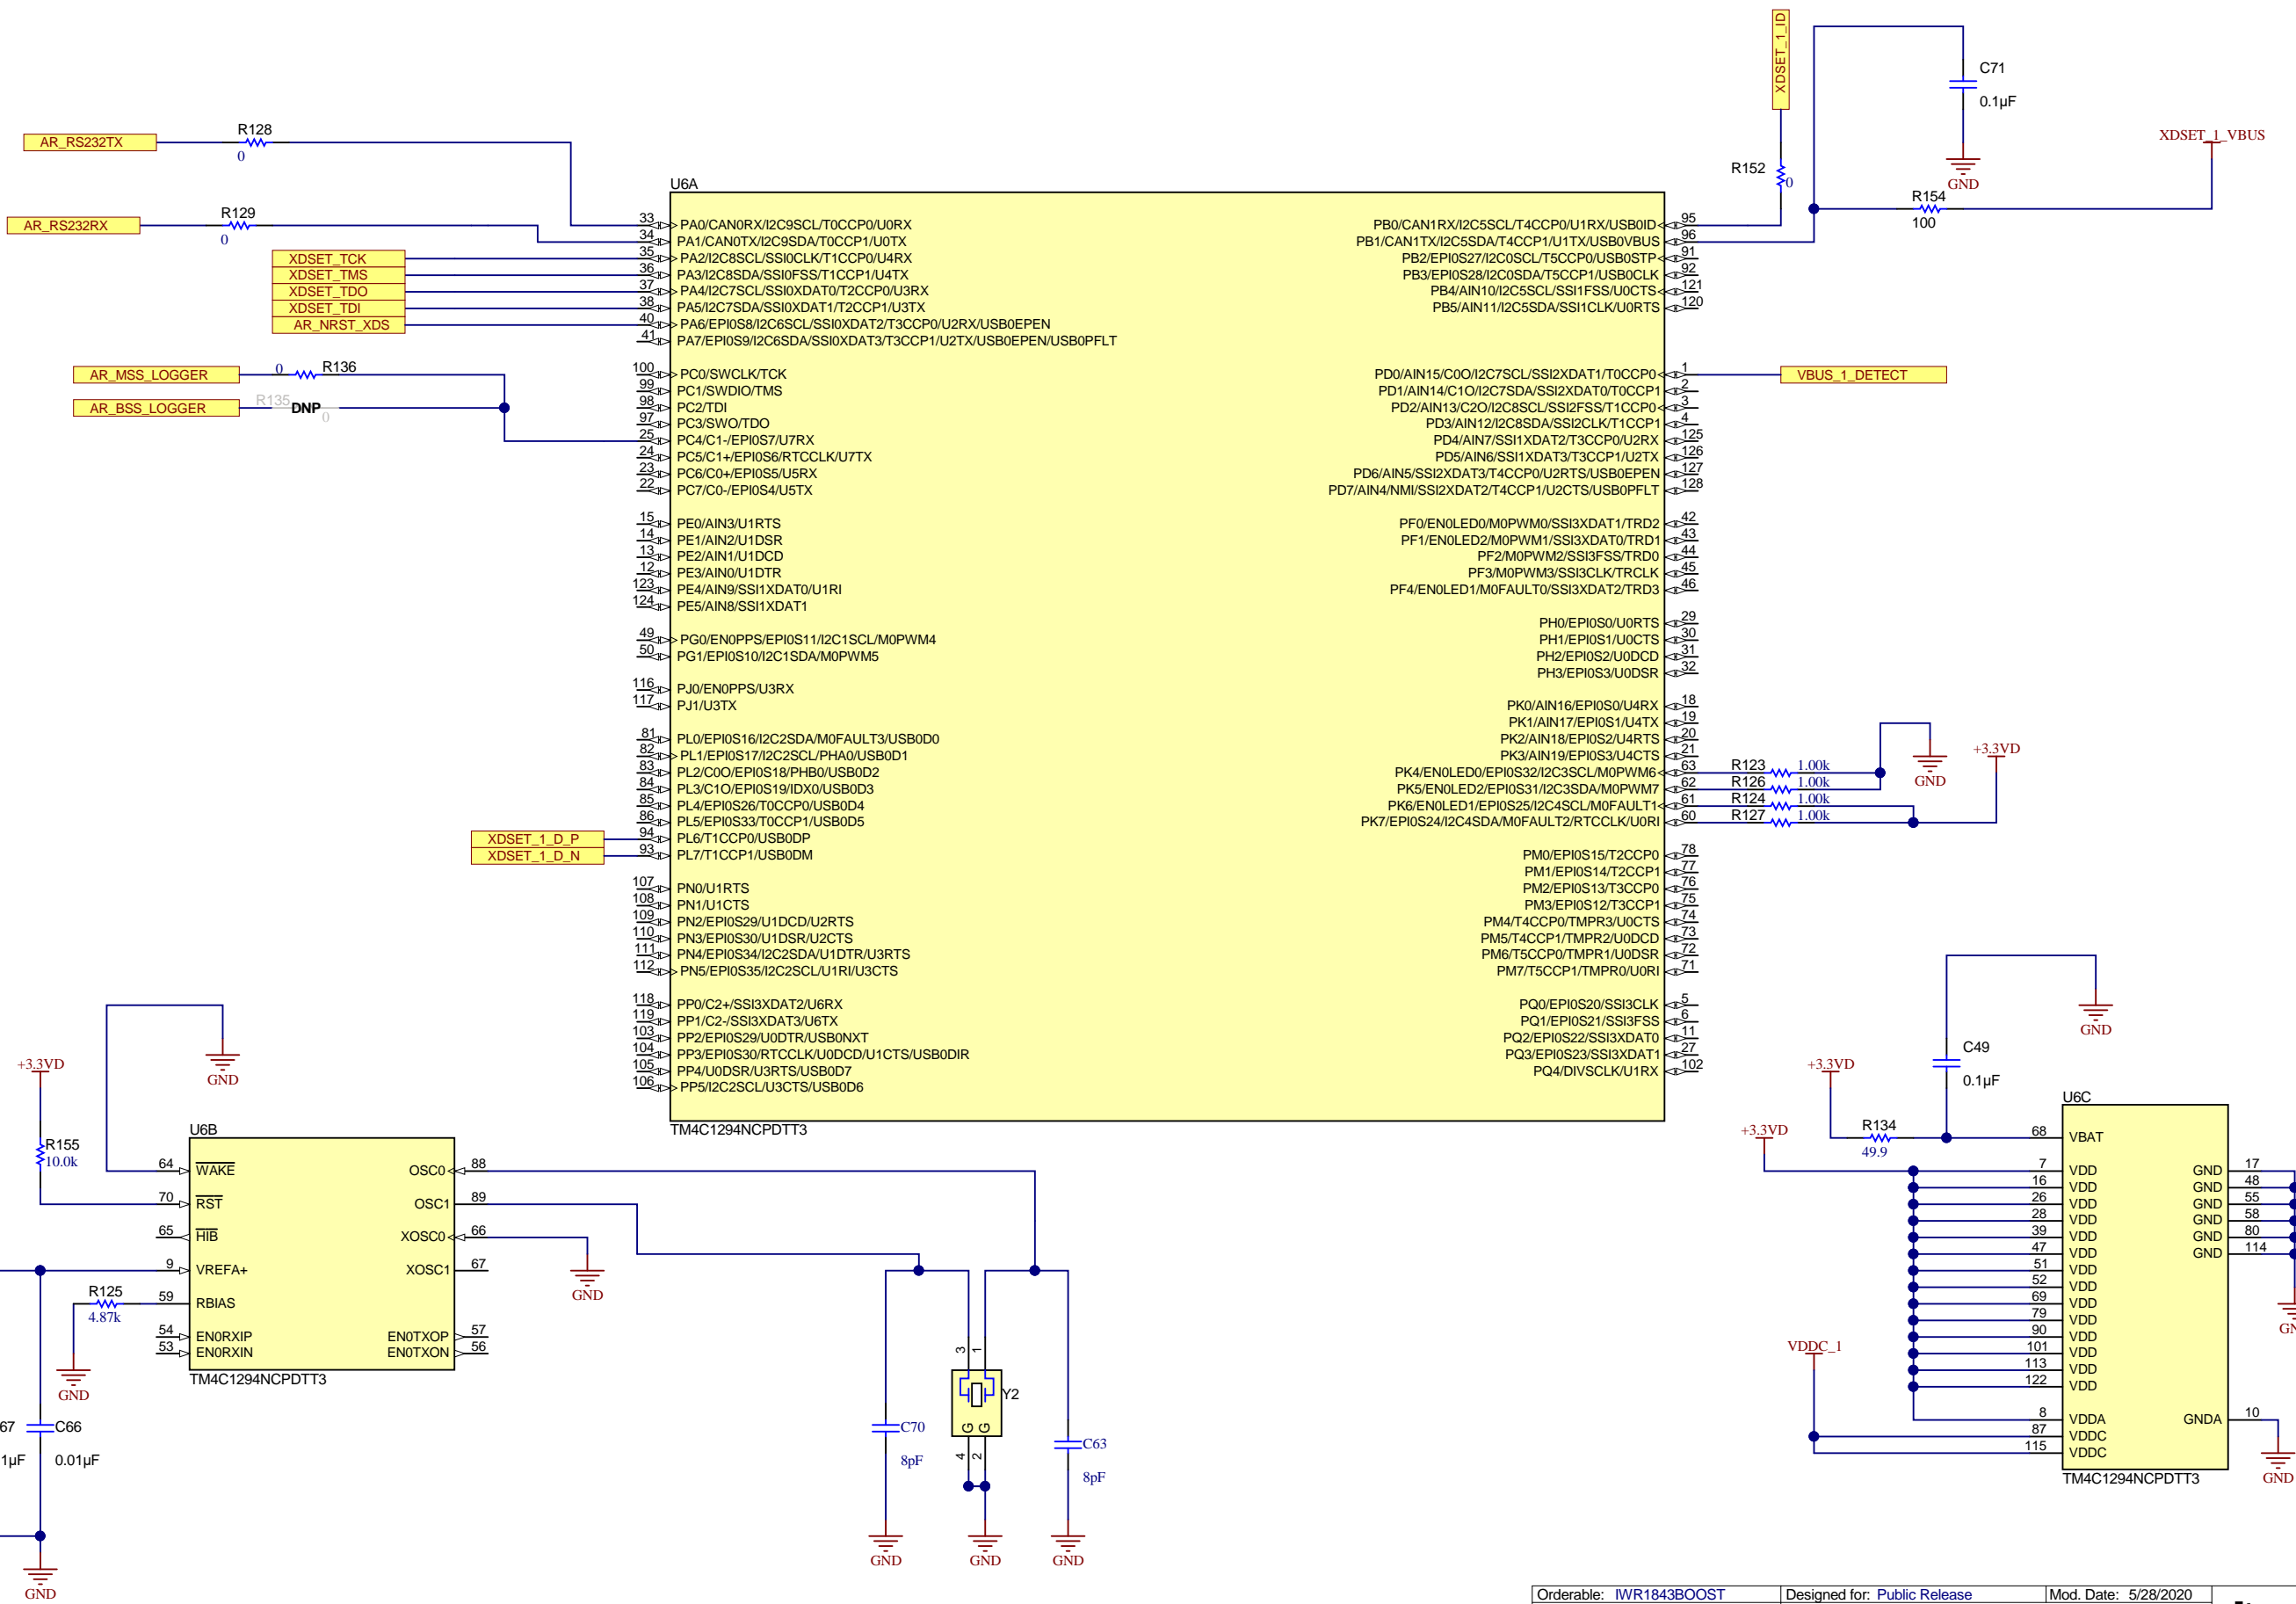 XDSET_1_ID
C71
0.1µF
GND
XDSET_1_VBUS
R152
0
R154
100
AR_RS232TX
R128
0
AR_RS232RX
R129
0
XDSET_TCK
XDSET_TMS
XDSET_TDO
XDSET_TDI
AR_NRST_XDS
AR_MSS_LOGGER
0
R136
AR_BSS_LOGGER
R135
DNP
0
XDSET_1_D_P
XDSET_1_D_N
U6A
33 PA0/CAN0RX/I2C9SCL/T0CCP0/U0RX
34 PA1/CAN0TX/I2C9SDA/T0CCP1/U0TX
35 PA2/I2C8SCL/SSI0CLK/T1CCP0/U4RX
36 PA3/I2C8SDA/SSI0FSS/T1CCP1/U4TX
37 PA4/I2C7SCL/SSI0XDAT0/T2CCP0/U3RX
38 PA5/I2C7SDA/SSI0XDAT1/T2CCP1/U3TX
40 PA6/EPI0S8/I2C6SCL/SSI0XDAT2/T3CCP0/U2RX/USB0EPEN
41 PA7/EPI0S9/I2C6SDA/SSI0XDAT3/T3CCP1/U2TX/USB0EPEN/USB0PFLT
100 PC0/SWCLK/TCK
99 PC1/SWDIO/TMS
98 PC2/TDI
97 PC3/SWO/TDO
25 PC4/C1-/EPI0S7/U7RX
24 PC5/C1+/EPI0S6/RTCCLK/U7TX
23 PC6/C0+/EPI0S5/U5RX
22 PC7/C0-/EPI0S4/U5TX
15 PE0/AIN3/U1RTS
14 PE1/AIN2/U1DSR
13 PE2/AIN1/U1DCD
12 PE3/AIN0/U1DTR
123 PE4/AIN9/SSI1XDAT0/U1RI
124 PE5/AIN8/SSI1XDAT1
49 PG0/EN0PPS/EPI0S11/I2C1SCL/M0PWM4
50 PG1/EPI0S10/I2C1SDA/M0PWM5
116 PJ0/EN0PPS/U3RX
117 PJ1/U3TX
81 PL0/EPI0S16/I2C2SDA/M0FAULT3/USB0D0
82 PL1/EPI0S17/I2C2SCL/PHA0/USB0D1
83 PL2/C0O/EPI0S18/PHB0/USB0D2
84 PL3/C1O/EPI0S19/IDX0/USB0D3
85 PL4/EPI0S26/T0CCP0/USB0D4
86 PL5/EPI0S33/T0CCP1/USB0D5
94 PL6/T1CCP0/USB0DP
93 PL7/T1CCP1/USB0DM
107 PN0/U1RTS
108 PN1/U1CTS
109 PN2/EPI0S29/U1DCD/U2RTS
110 PN3/EPI0S30/U1DSR/U2CTS
111 PN4/EPI0S34/I2C2SDA/U1DTR/U3RTS
112 PN5/EPI0S35/I2C2SCL/U1RI/U3CTS
118 PP0/C2+/SSI3XDAT2/U6RX
119 PP1/C2-/SSI3XDAT3/U6TX
103 PP2/EPI0S29/U0DTR/USB0NXT
104 PP3/EPI0S30/RTCCLK/U0DCD/U1CTS/USB0DIR
105 PP4/U0DSR/U3RTS/USB0D7
106 PP5/I2C2SCL/U3CTS/USB0D6
PB0/CAN1RX/I2C5SCL/T4CCP0/U1RX/USB0ID 95
PB1/CAN1TX/I2C5SDA/T4CCP1/U1TX/USB0VBUS 96
PB2/EPI0S27/I2C0SCL/T5CCP0/USB0STP 91
PB3/EPI0S28/I2C0SDA/T5CCP1/USB0CLK 92
PB4/AIN10/I2C5SCL/SSI1FSS/U0CTS 121
PB5/AIN11/I2C5SDA/SSI1CLK/U0RTS 120
PD0/AIN15/C0O/I2C7SCL/SSI2XDAT1/T0CCP0 1
PD1/AIN14/C1O/I2C7SDA/SSI2XDAT0/T0CCP1 2
PD2/AIN13/C2O/I2C8SCL/SSI2FSS/T1CCP0 3
PD3/AIN12/I2C8SDA/SSI2CLK/T1CCP1 4
PD4/AIN7/SSI1XDAT2/T3CCP0/U2RX 125
PD5/AIN6/SSI1XDAT3/T3CCP1/U2TX 126
PD6/AIN5/SSI2XDAT3/T4CCP0/U2RTS/USB0EPEN 127
PD7/AIN4/NMI/SSI2XDAT2/T4CCP1/U2CTS/USB0PFLT 128
PF0/EN0LED0/M0PWM0/SSI3XDAT1/TRD2 42
PF1/EN0LED2/M0PWM1/SSI3XDAT0/TRD1 43
PF2/M0PWM2/SSI3FSS/TRD0 44
PF3/M0PWM3/SSI3CLK/TRCLK 45
PF4/EN0LED1/M0FAULT0/SSI3XDAT2/TRD3 46
PH0/EPI0S0/U0RTS 29
PH1/EPI0S1/U0CTS 30
PH2/EPI0S2/U0DCD 31
PH3/EPI0S3/U0DSR 32
PK0/AIN16/EPI0S0/U4RX 18
PK1/AIN17/EPI0S1/U4TX 19
PK2/AIN18/EPI0S2/U4RTS 20
PK3/AIN19/EPI0S3/U4CTS 21
PK4/EN0LED0/EPI0S32/I2C3SCL/M0PWM6 63
PK5/EN0LED2/EPI0S31/I2C3SDA/M0PWM7 62
PK6/EN0LED1/EPI0S25/I2C4SCL/M0FAULT1 61
PK7/EPI0S24/I2C4SDA/M0FAULT2/RTCCLK/U0RI 60
PM0/EPI0S15/T2CCP0 78
PM1/EPI0S14/T2CCP1 77
PM2/EPI0S13/T3CCP0 76
PM3/EPI0S12/T3CCP1 75
PM4/T4CCP0/TMPR3/U0CTS 74
PM5/T4CCP1/TMPR2/U0DCD 73
PM6/T5CCP0/TMPR1/U0DSR 72
PM7/T5CCP1/TMPR0/U0RI 71
PQ0/EPI0S20/SSI3CLK 5
PQ1/EPI0S21/SSI3FSS 6
PQ2/EPI0S22/SSI3XDAT0 11
PQ3/EPI0S23/SSI3XDAT1 27
PQ4/DIVSCLK/U1RX 102
TM4C1294NCPDTT3
VBUS_1_DETECT
R123 1.00k
R126 1.00k
R124 1.00k
R127 1.00k
GND
+3.3VD
+3.3VD
GND
R155
10.0k
U6B
64 WAKE
70 RST
65 HIB
9 VREFA+
59 RBIAS
54 EN0RXIP
53 EN0RXIN
OSC0 88
OSC1 89
XOSC0 66
XOSC1 67
EN0TXOP 57
EN0TXON 56
TM4C1294NCPDTT3
R125
4.87k
GND
67
1µF
C66
0.01µF
GND
GND
C70
8pF
3 1
Y2
G G
4 2
C63
8pF
GND
GND
GND
GND
C49
0.1µF
+3.3VD
R134
49.9
+3.3VD
VDDC_1
U6C
68 VBAT
7 VDD
16 VDD
26 VDD
28 VDD
39 VDD
47 VDD
51 VDD
52 VDD
69 VDD
79 VDD
90 VDD
101 VDD
113 VDD
122 VDD
8 VDDA
87 VDDC
115 VDDC
GND 17
GND 48
GND 55
GND 58
GND 80
GND 114
GNDA 10
GND
TM4C1294NCPDTT3
Orderable: IWR1843BOOST Designed for: Public Release Mod. Date: 5/28/2020